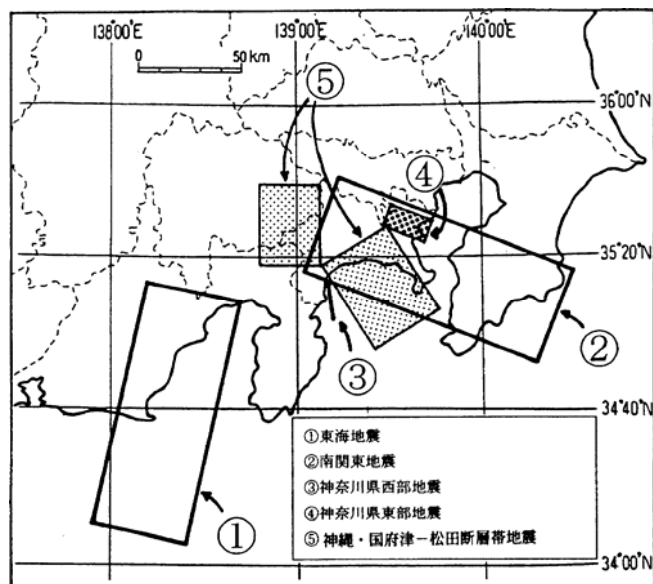 138°00'E 139°00'E 140°00'E
0 50km
⑤
36°00'N
④
35°20'N
②
③
34°40'N
①東海地震
②南関東地震
③神奈川県西部地震
④神奈川県東部地震
⑤神縄・国府津－松田断層帯地震
①
34°00'N